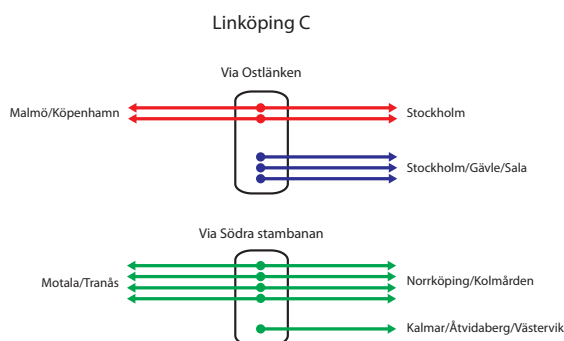 Linköping C
Via Ostlänken
Malmö/Köpenhamn
Stockholm
Stockholm/Gävle/Sala
Via Södra stambanan
Motala/Tranås
Norrköping/Kolmården
Kalmar/Åtvidaberg/Västervik